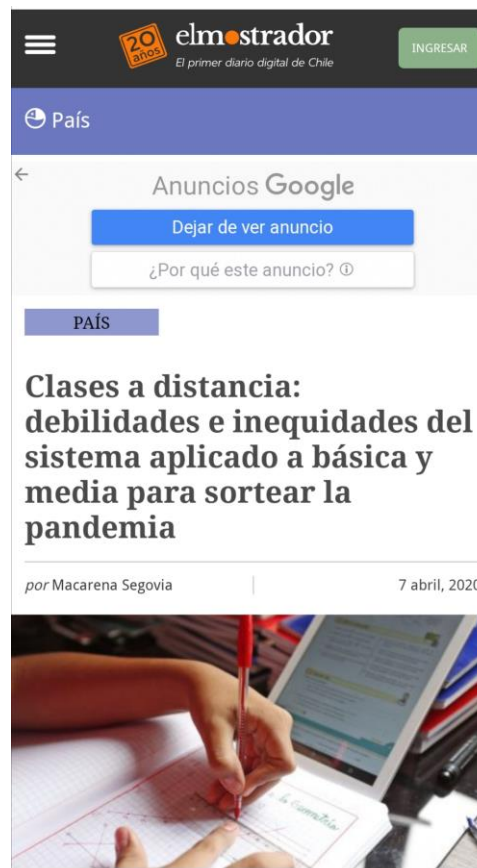 20
años
elmostrador
El primer diario digital de Chile
INGRESAR
País
Anuncios Google
Dejar de ver anuncio
¿Por qué este anuncio?
PAÍS
Clases a distancia:
debilidades e inequidades del
sistema aplicado a básica y
media para sortear la
pandemia
por Macarena Segovia
7 abril, 2020